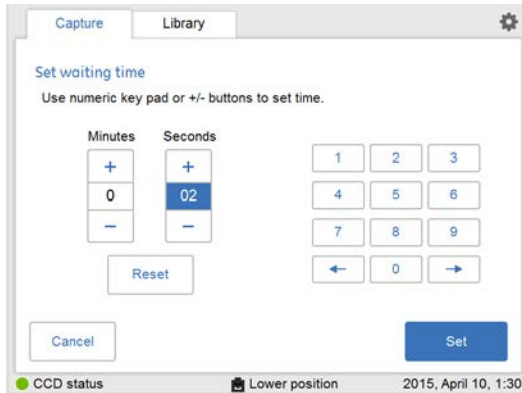 Capture Library
Set waiting time
Use numeric key pad or +/- buttons to set time.
Minutes Seconds
+ +
0 02
− −
Reset
1 2 3
4 5 6
7 8 9
← 0 →
Cancel Set
CCD status Lower position 2015, April 10, 1:30